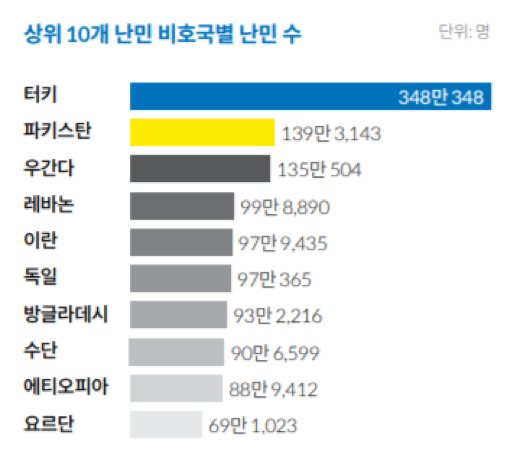 상위 10개 난민 비호국별 난민 수
단위: 명
터키 348만 348
파키스탄 139만 3,143
우간다 135만 504
레바논 99만 8,890
이란 97만 9,435
독일 97만 365
방글라데시 93만 2,216
수단 90만 6,599
에티오피아 88만 9,412
요르단 69만 1,023